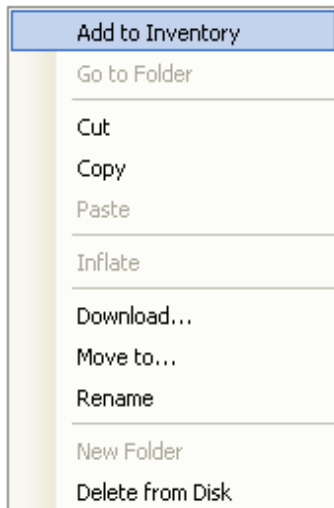 Add to Inventory
Go to Folder
Cut
Copy
Paste
Inflate
Download...
Move to...
Rename
New Folder
Delete from Disk